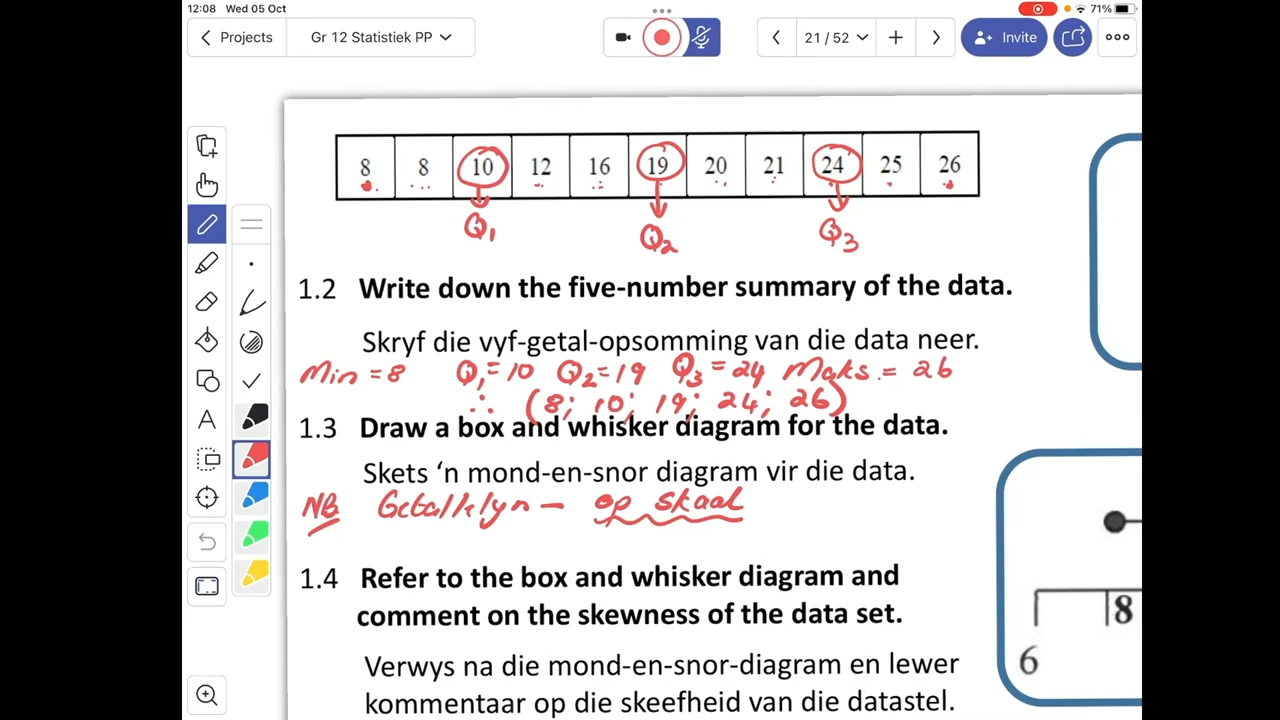 12:08 Wed 05 Oct 71%
Projects Gr 12 Statistiek PP 21 / 52 Invite
8 8 10 12 16 19 20 21 24 25 26
Q1 Q2 Q3
1.2 Write down the five-number summary of the data.
Skryf die vyf-getal-opsomming van die data neer.
Min = 8 Q1 = 10 Q2 = 19 Q3 = 24 Maks = 26
∴ (8; 10; 19; 24; 26)
1.3 Draw a box and whisker diagram for the data.
Skets ‘n mond-en-snor diagram vir die data.
NB Getallelyn – op skaal
1.4 Refer to the box and whisker diagram and
comment on the skewness of the data set.
Verwys na die mond-en-snor-diagram en lewer
kommentaar op die skeefheid van die datastel.
8
6
A